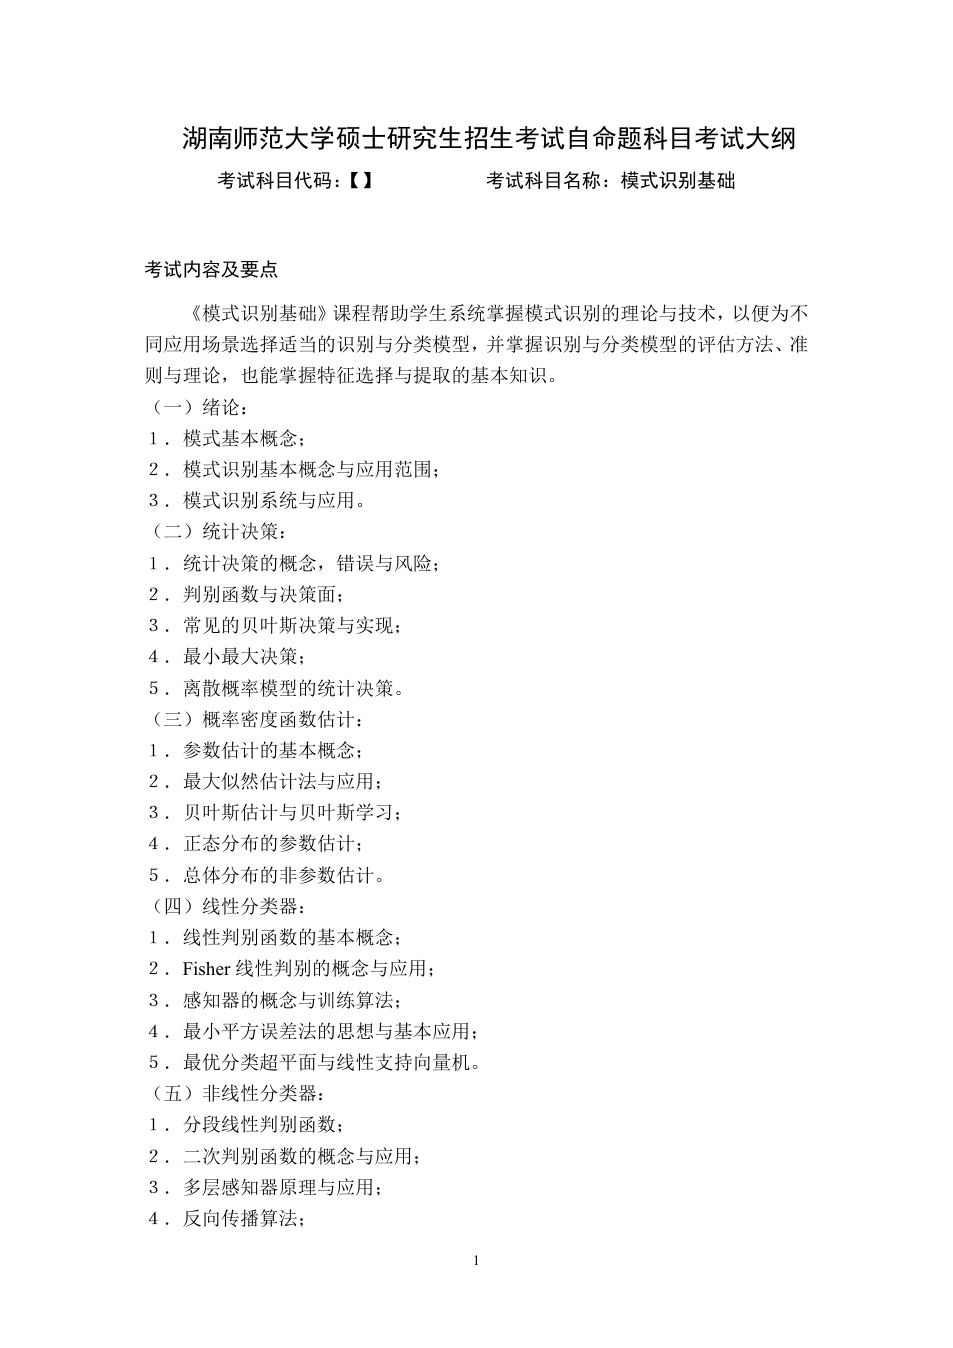 湖南师范大学硕士研究生招生考试自命题科目考试大纲
考试科目代码：【】 考试科目名称：模式识别基础
考试内容及要点
《模式识别基础》课程帮助学生系统掌握模式识别的理论与技术，以便为不
同应用场景选择适当的识别与分类模型，并掌握识别与分类模型的评估方法、准
则与理论，也能掌握特征选择与提取的基本知识。
（一）绪论：
１．模式基本概念；
２．模式识别基本概念与应用范围；
３．模式识别系统与应用。
（二）统计决策：
１．统计决策的概念，错误与风险；
２．判别函数与决策面；
３．常见的贝叶斯决策与实现；
４．最小最大决策；
５．离散概率模型的统计决策。
（三）概率密度函数估计：
１．参数估计的基本概念；
２．最大似然估计法与应用；
３．贝叶斯估计与贝叶斯学习；
４．正态分布的参数估计；
５．总体分布的非参数估计。
（四）线性分类器：
１．线性判别函数的基本概念；
２．Fisher 线性判别的概念与应用；
３．感知器的概念与训练算法；
４．最小平方误差法的思想与基本应用；
５．最优分类超平面与线性支持向量机。
（五）非线性分类器：
１．分段线性判别函数；
２．二次判别函数的概念与应用；
３．多层感知器原理与应用；
４．反向传播算法；
1